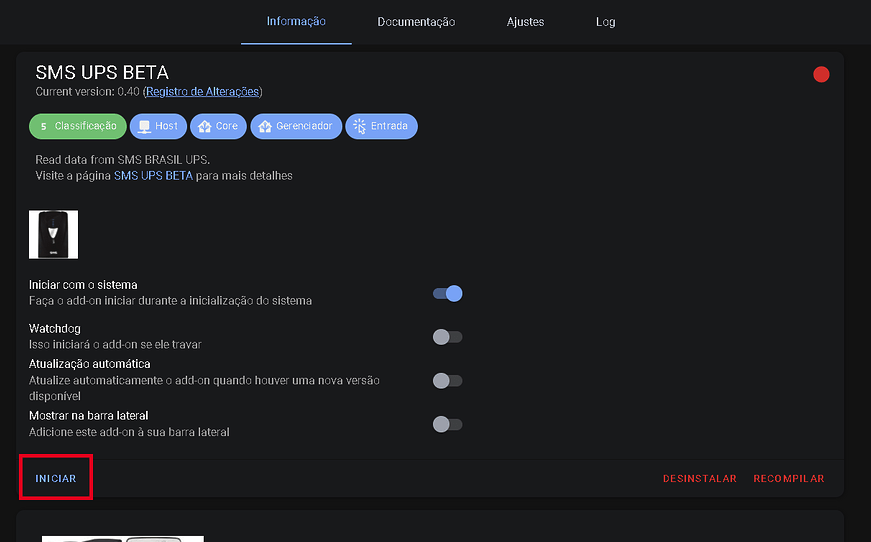 Informação
Documentação
Ajustes
Log
SMS UPS BETA
Current version: 0.40 (Registro de Alterações)
5 Classificação
Host
Core
Gerenciador
Entrada
Read data from SMS BRASIL UPS.
Visite a página SMS UPS BETA para mais detalhes
Iniciar com o sistema
Faça o add-on iniciar durante a inicialização do sistema
Watchdog
Isso iniciará o add-on se ele travar
Atualização automática
Atualize automaticamente o add-on quando houver uma nova versão
disponível
Mostrar na barra lateral
Adicione este add-on à sua barra lateral
INICIAR
DESINSTALAR
RECOMPILAR